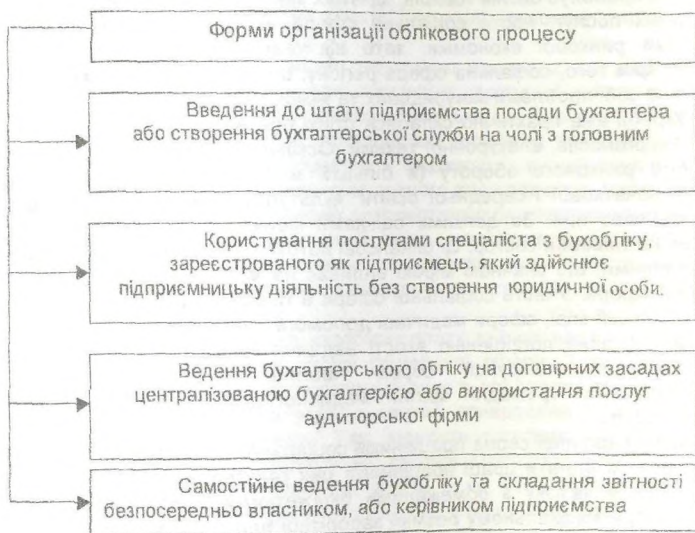 Форми організації облікового процесу
Введення до штату підприємства посади бухгалтера
або створення бухгалтерської служби на чолі з головним
бухгалтером
Користування послугами спеціаліста з бухобліку,
зареєстрованого як підприємець, який здійснює
підприємницьку діяльність без створення юридичної особи.
Ведення бухгалтерського обліку на договірних засадах
централізованою бухгалтерією або використання послуг
аудиторської фірми
Самостійне ведення бухобліку та складання звітності
безпосередньо власником, або керівником підприємства